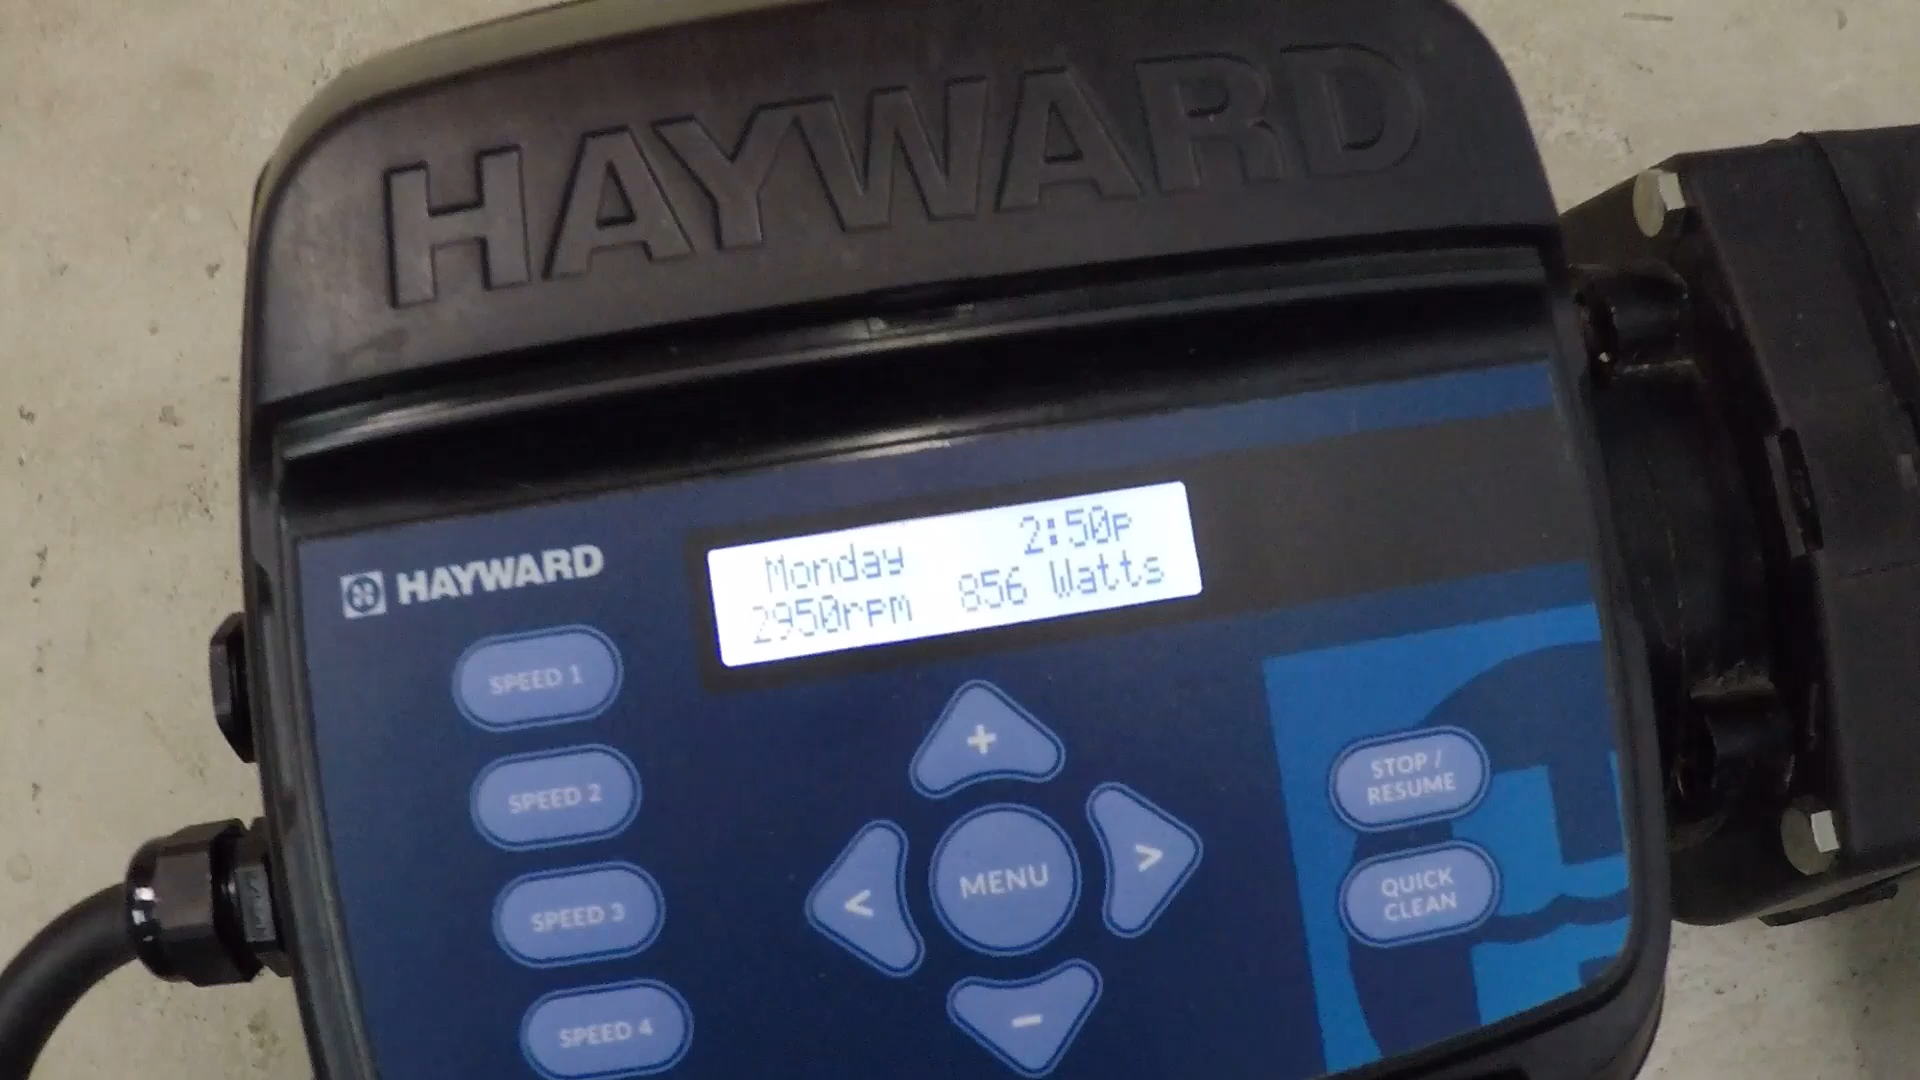 HAYWARD
HAYWARD
Monday 2:50p
2950rpm 856 Watts
SPEED 1
SPEED 2
SPEED 3
SPEED 4
+
<
MENU
>
−
STOP /
RESUME
QUICK
CLEAN